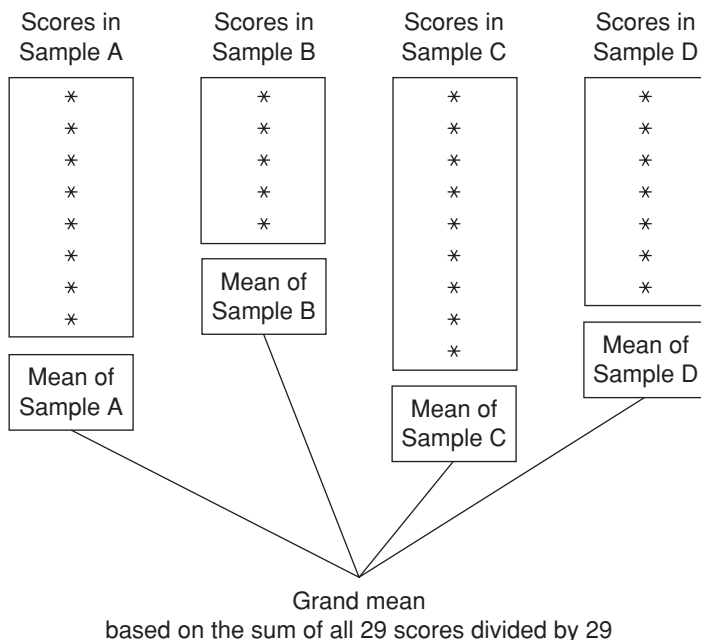 Scores in
Sample A
Scores in
Sample B
Scores in
Sample C
Scores in
Sample D
Mean of
Sample B
Mean of
Sample D
Mean of
Sample A
Mean of
Sample C
Grand mean
based on the sum of all 29 scores divided by 29